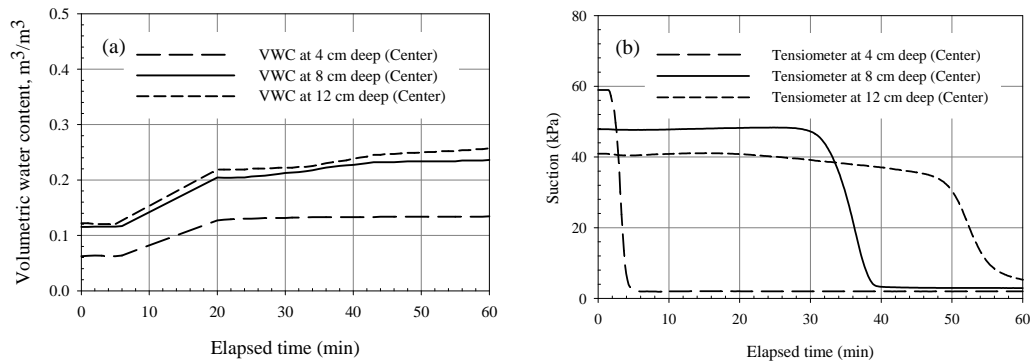 (a)
VWC at 4 cm deep (Center)
VWC at 8 cm deep (Center)
VWC at 12 cm deep (Center)
Volumetric water content, m³/m³
0.5
0.4
0.3
0.2
0.1
0.0
0 10 20 30 40 50 60
Elapsed time (min)
(b)
Tensiometer at 4 cm deep (Center)
Tensiometer at 8 cm deep (Center)
Tensiometer at 12 cm deep (Center)
Suction (kPa)
80
60
40
20
0
0 10 20 30 40 50 60
Elapsed time (min)